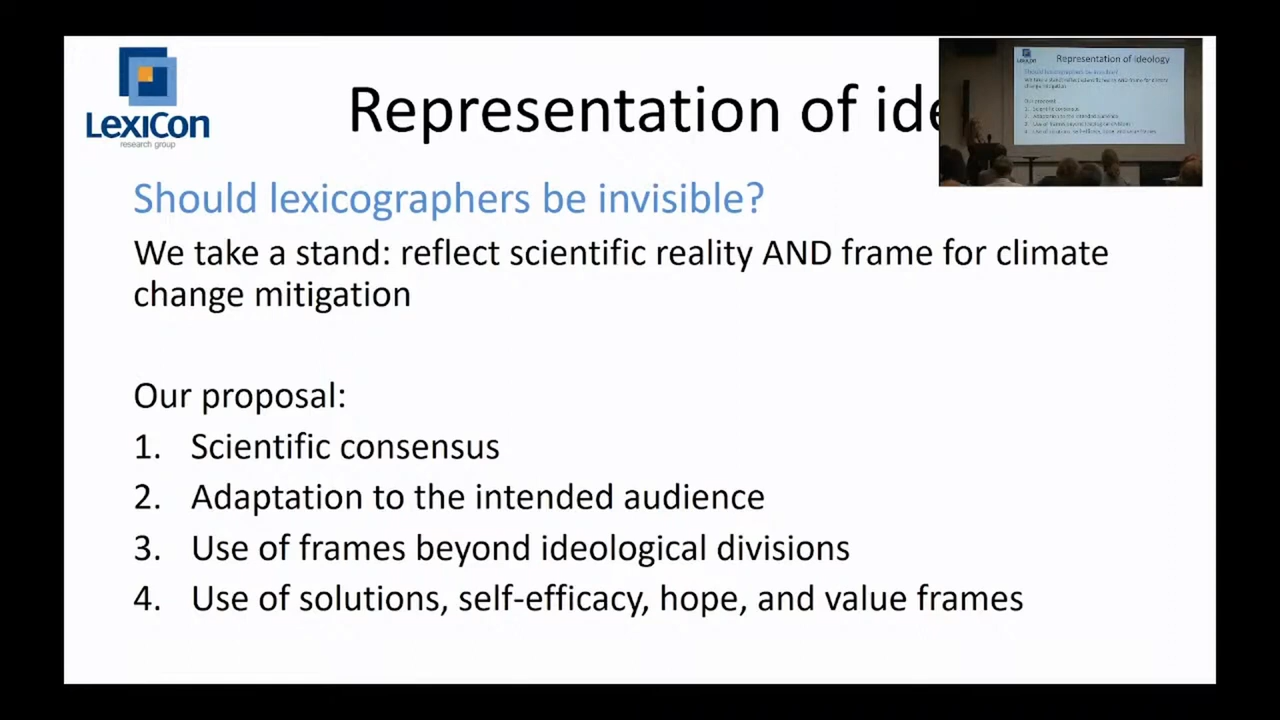 LexiCon
research group
Representation of ide
Representation of ideology
Should lexicographers be invisible?
We take a stand: reflect scientific reality AND frame for climate
change mitigation
Our proposal:
1. Scientific consensus
2. Adaptation to the intended audience
3. Use of frames beyond ideological divisions
4. Use of solutions, self-efficacy, hope, and value frames